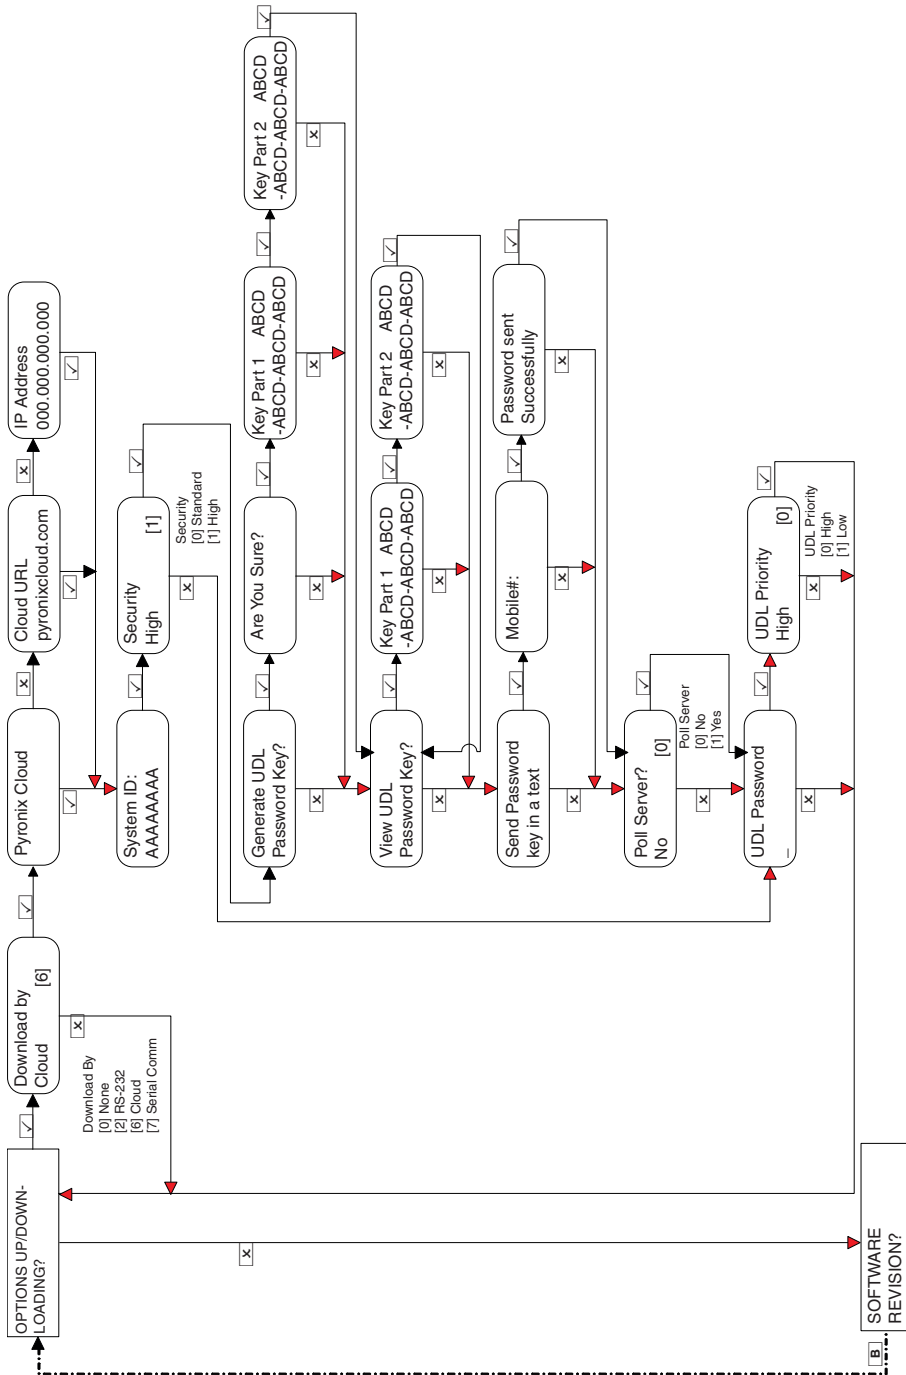 OPTIONS UP/DOWN-
LOADING?
Download by
Cloud [6]
Download By
[0] None
[2] RS-232
[6] Cloud
[7] Serial Comm
Pyronix Cloud
Cloud URL
pyronixcloud.com
IP Address
000.000.000.000
System ID:
AAAAAAAA
Security
High [1]
Security
[0] Standard
[1] High
Generate UDL
Password Key?
Are You Sure?
Key Part 1 ABCD
-ABCD-ABCD-ABCD
Key Part 2 ABCD
-ABCD-ABCD-ABCD
View UDL
Password Key?
Key Part 1 ABCD
-ABCD-ABCD-ABCD
Key Part 2 ABCD
-ABCD-ABCD-ABCD
Send Password
key in a text
Mobile#:
Password sent
Successfully
Poll Server?
No [0]
Poll Server
[0] No
[1] Yes
UDL Password
_
UDL Priority
High [0]
UDL Priority
[0] High
[1] Low
SOFTWARE
REVISION?
B